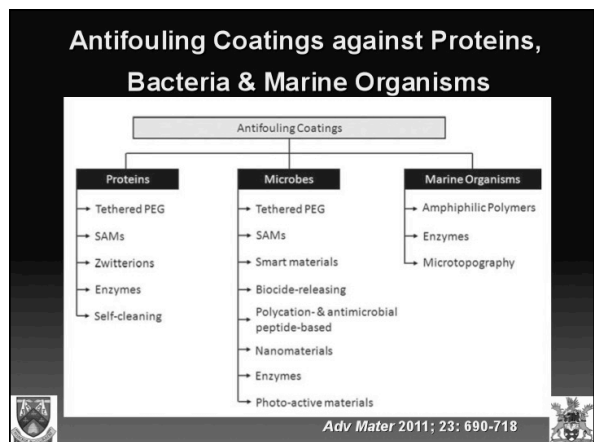 Antifouling Coatings against Proteins,
Bacteria & Marine Organisms
Antifouling Coatings
Proteins
Tethered PEG
SAMs
Zwitterions
Enzymes
Self-cleaning
Microbes
Tethered PEG
SAMs
Smart materials
Biocide-releasing
Polycation- & antimicrobial
peptide-based
Nanomaterials
Enzymes
Photo-active materials
Marine Organisms
Amphiphilic Polymers
Enzymes
Microtopography
Adv Mater 2011; 23: 690-718